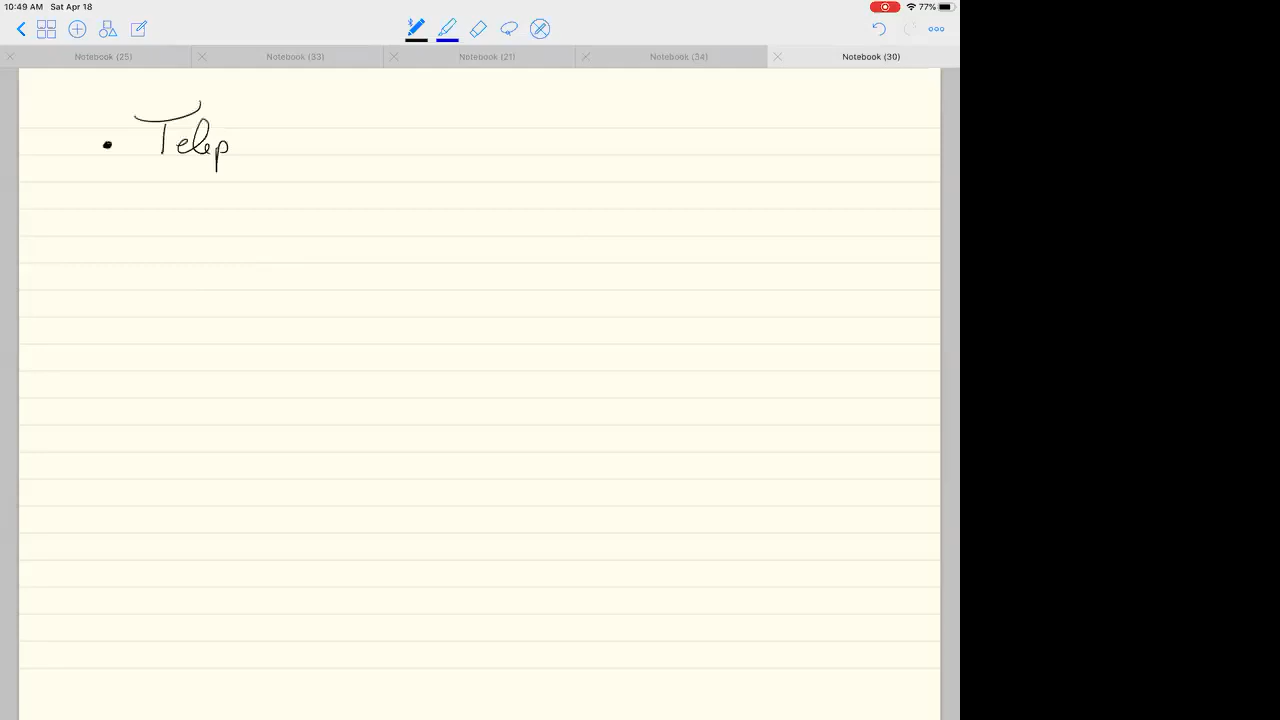 10:49 AM Sat Apr 18 77%
Notebook (25) Notebook (33) Notebook (21) Notebook (34) Notebook (30)
• Telep